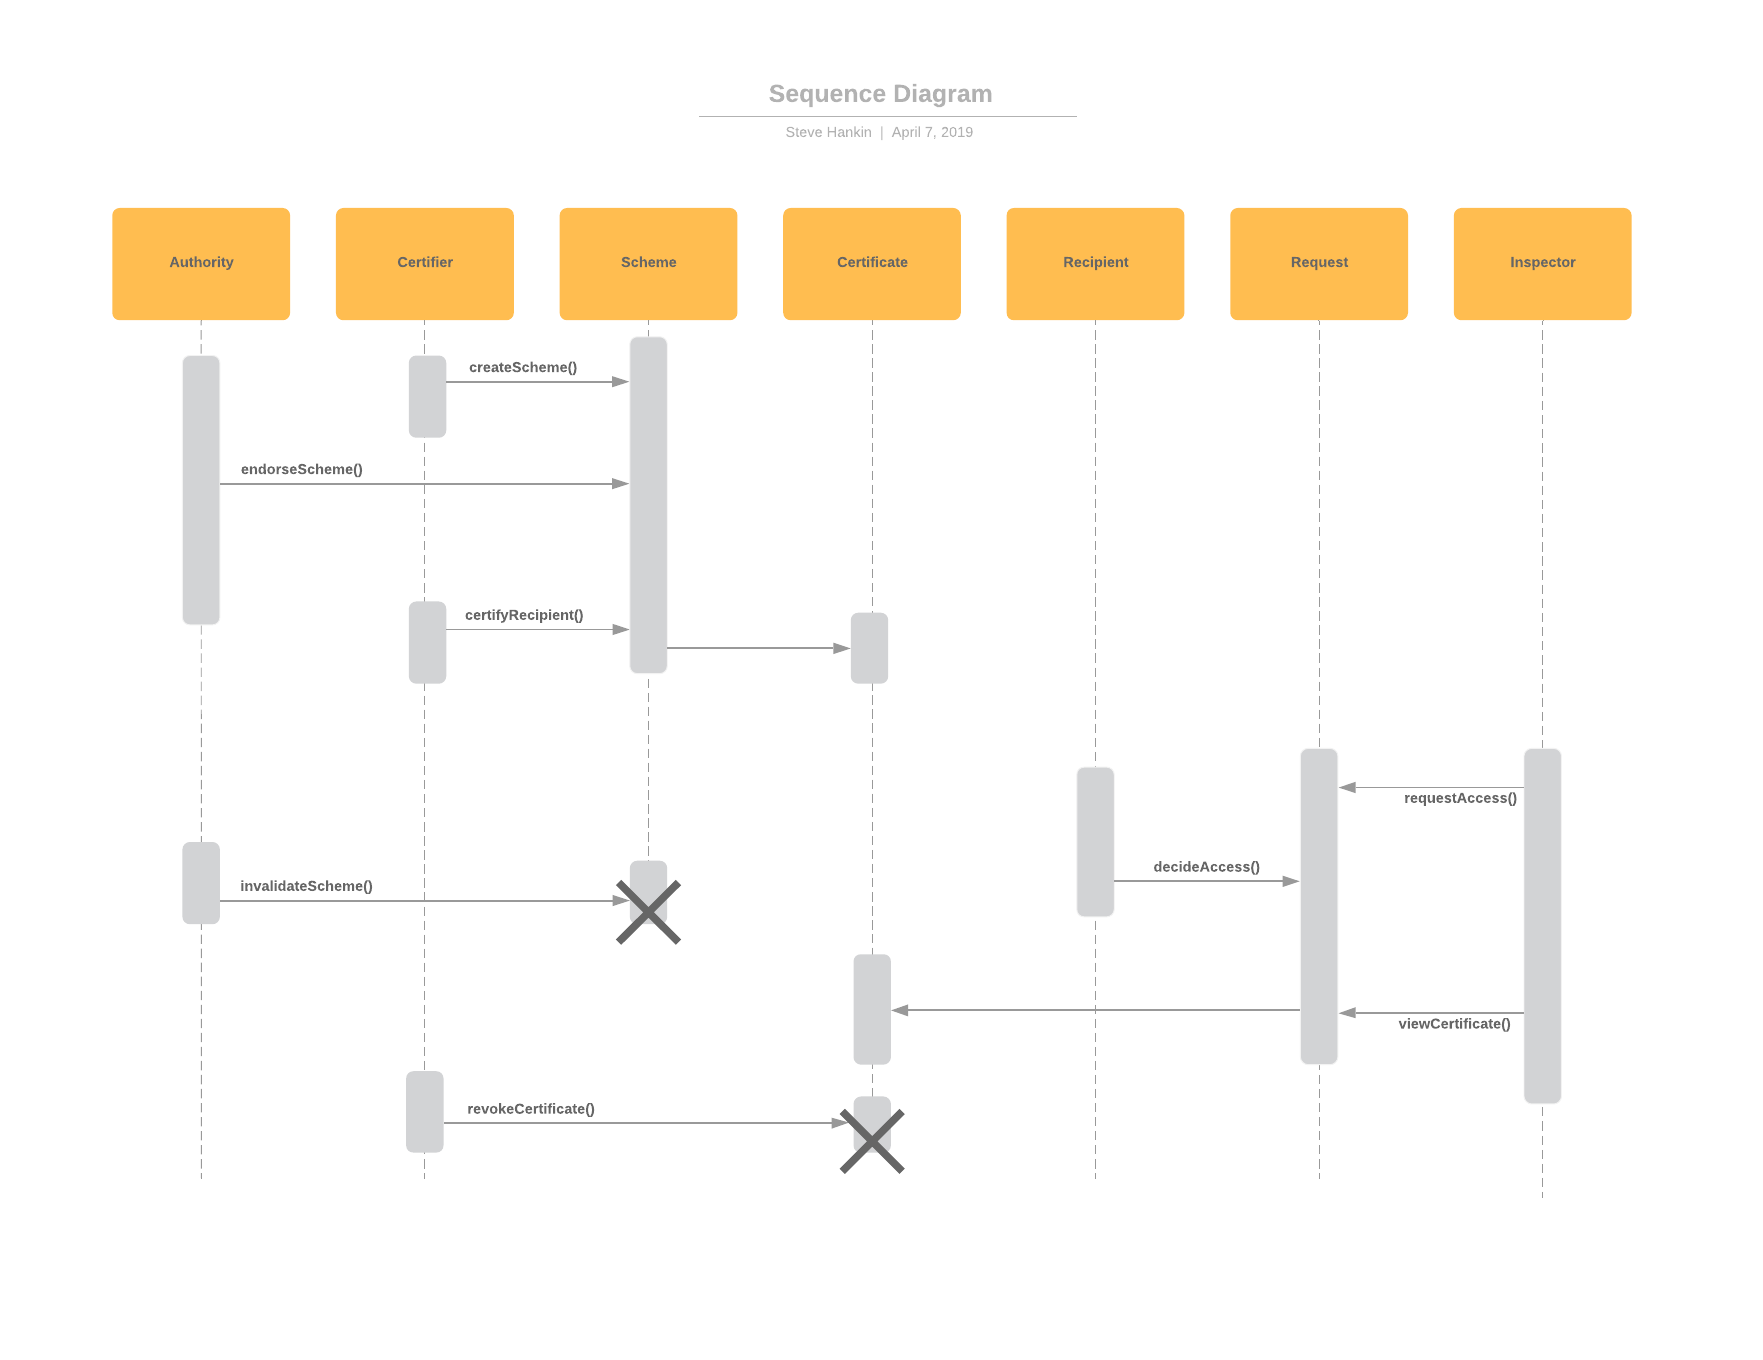 Sequence Diagram
Steve Hankin | April 7, 2019
Authority
Certifier
Scheme
Certificate
Recipient
Request
Inspector
createScheme()
endorseScheme()
certifyRecipient()
requestAccess()
decideAccess()
invalidateScheme()
viewCertificate()
revokeCertificate()